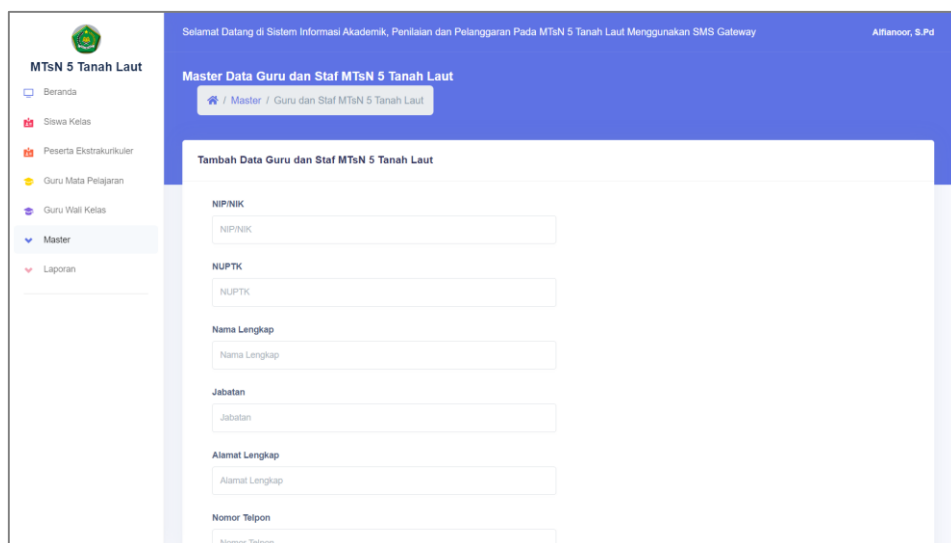 Selamat Datang di Sistem Informasi Akademik, Penilaian dan Pelanggaran Pada MTsN 5 Tanah Laut Menggunakan SMS Gateway
Alfianoor, S.Pd
MTsN 5 Tanah Laut
Beranda
Siswa Kelas
Peserta Ekstrakurikuler
Guru Mata Pelajaran
Guru Wali Kelas
Master
Laporan
Master Data Guru dan Staf MTsN 5 Tanah Laut
/ Master / Guru dan Staf MTsN 5 Tanah Laut
Tambah Data Guru dan Staf MTsN 5 Tanah Laut
NIP/NIK
NIP/NIK
NUPTK
NUPTK
Nama Lengkap
Nama Lengkap
Jabatan
Jabatan
Alamat Lengkap
Alamat Lengkap
Nomor Telpon
Nomor Telpon